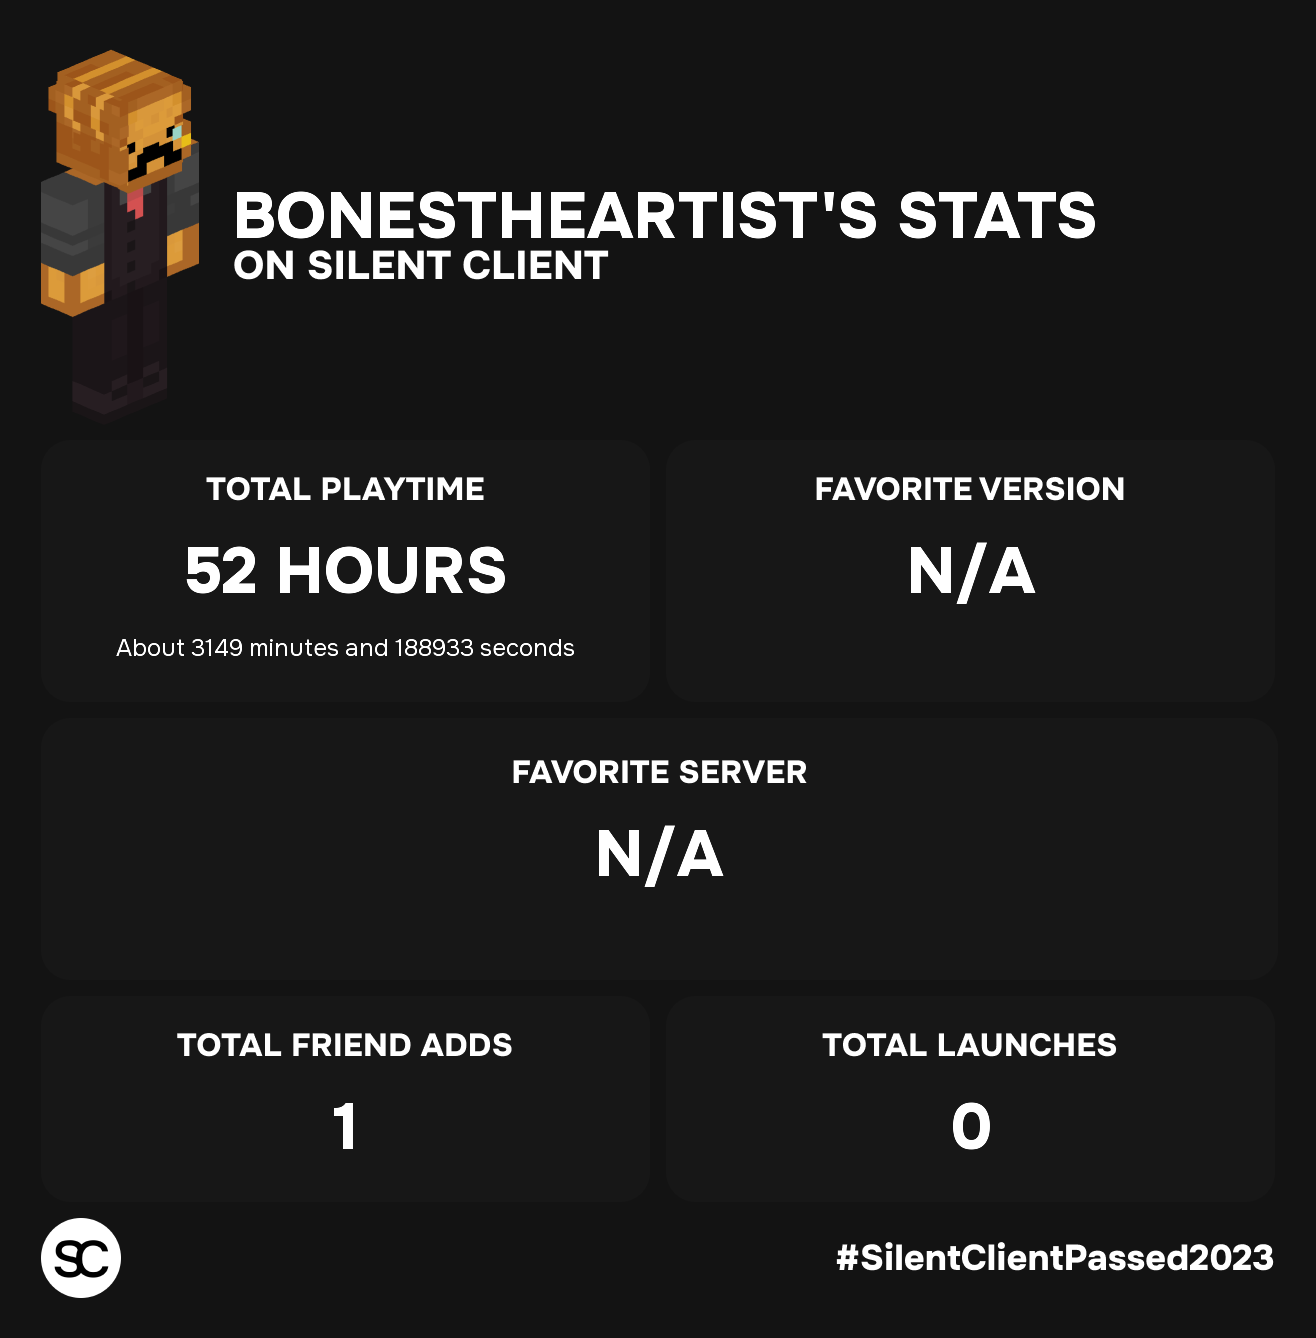 BONESTHEARTIST'S STATS
ON SILENT CLIENT
TOTAL PLAYTIME
52 HOURS
About 3149 minutes and 188933 seconds
FAVORITE VERSION
N/A
FAVORITE SERVER
N/A
TOTAL FRIEND ADDS
1
TOTAL LAUNCHES
0
SC
#SilentClientPassed2023